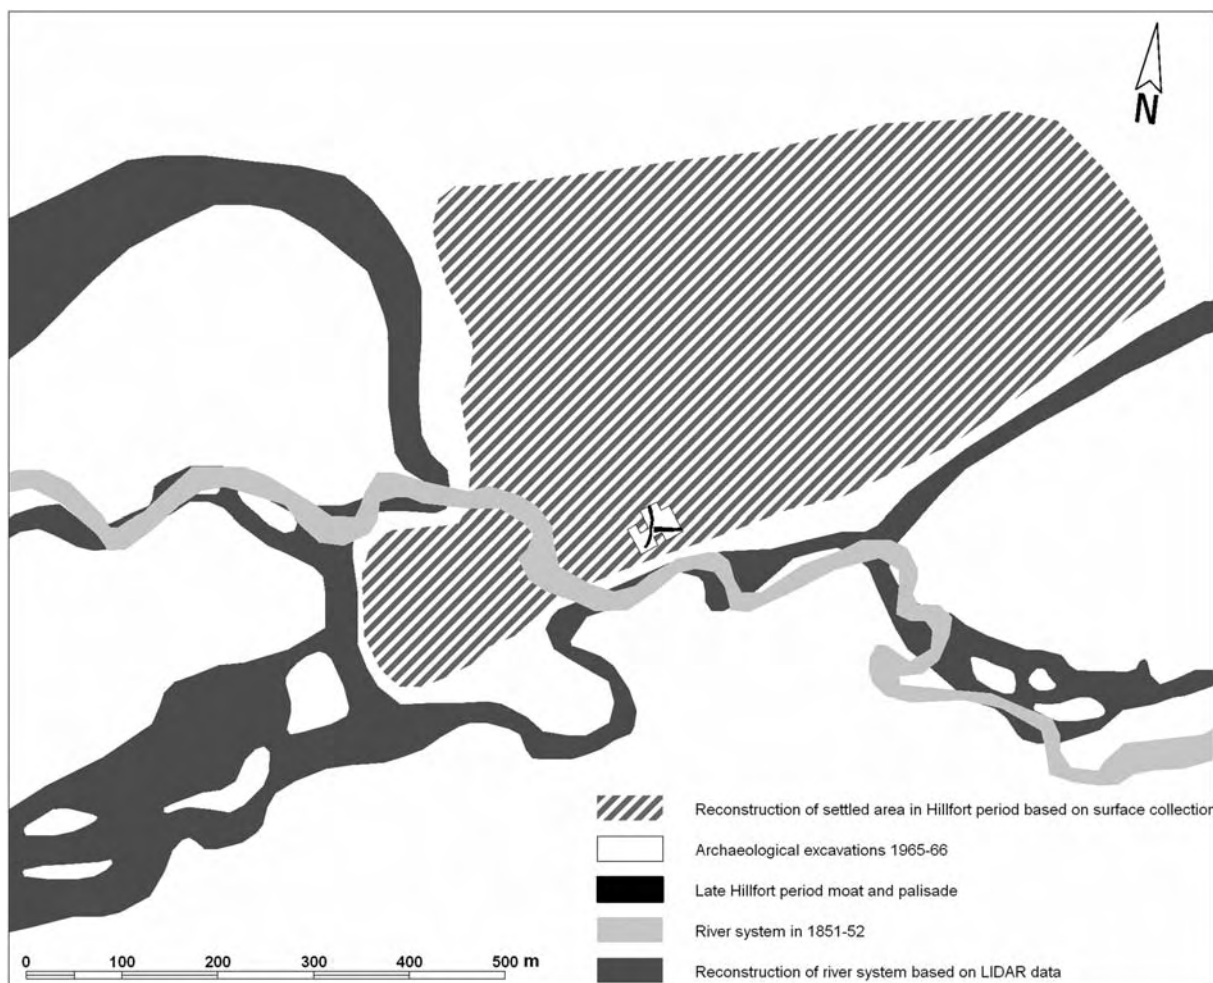 N
Reconstruction of settled area in Hillfort period based on surface collection
Archaeological excavations 1965-66
Late Hillfort period moat and palisade
River system in 1851-52
Reconstruction of river system based on LIDAR data
0 100 200 300 400 500 m